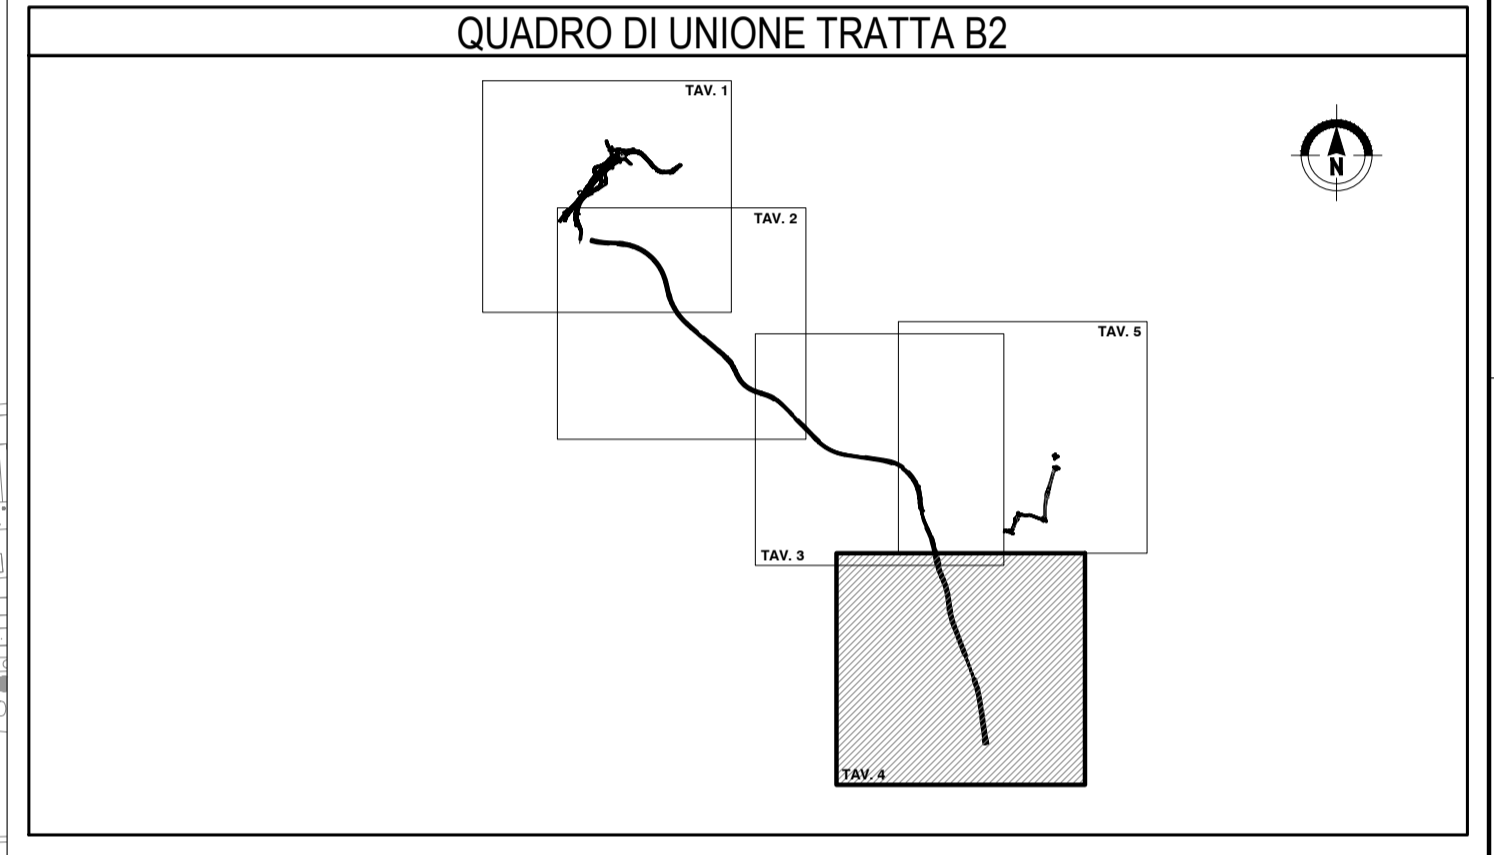 QUADRO DI UNIONE TRATTA B2
TAV. 1
N
TAV. 2
TAV. 5
TAV. 3
TAV. 4